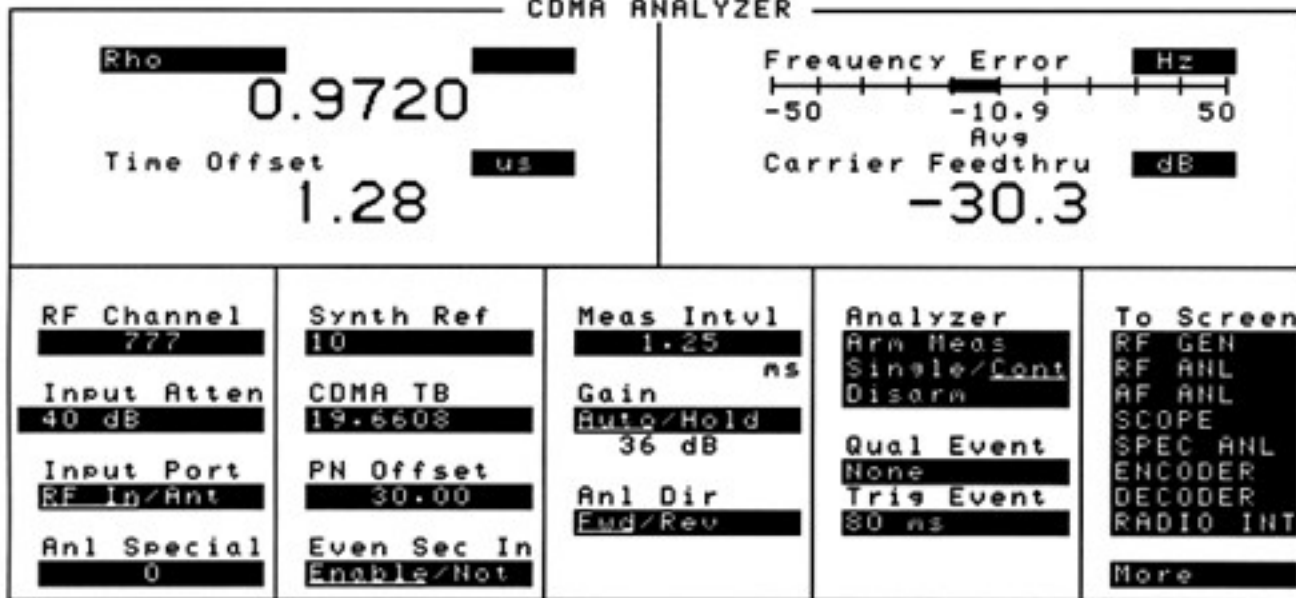 CDMA ANALYZER
Rho
0.9720
Time Offset us
1.28
Frequency Error Hz
-50 -10.9 50
Avg
Carrier Feedthru dB
-30.3
RF Channel
777
Input Atten
40 dB
Input Port
RF In/Ant
Anl Special
0
Synth Ref
10
CDMA TB
19.6608
PN Offset
30.00
Even Sec In
Enable/Not
Meas Intvl
1.25
ms
Gain
Auto/Hold
36 dB
Anl Dir
Fwd/Rev
Analyzer
Arm Meas
Single/Cont
Disarm
Qual Event
None
Trig Event
80 ms
To Screen
RF GEN
RF ANL
AF ANL
SCOPE
SPEC ANL
ENCODER
DECODER
RADIO INT
More